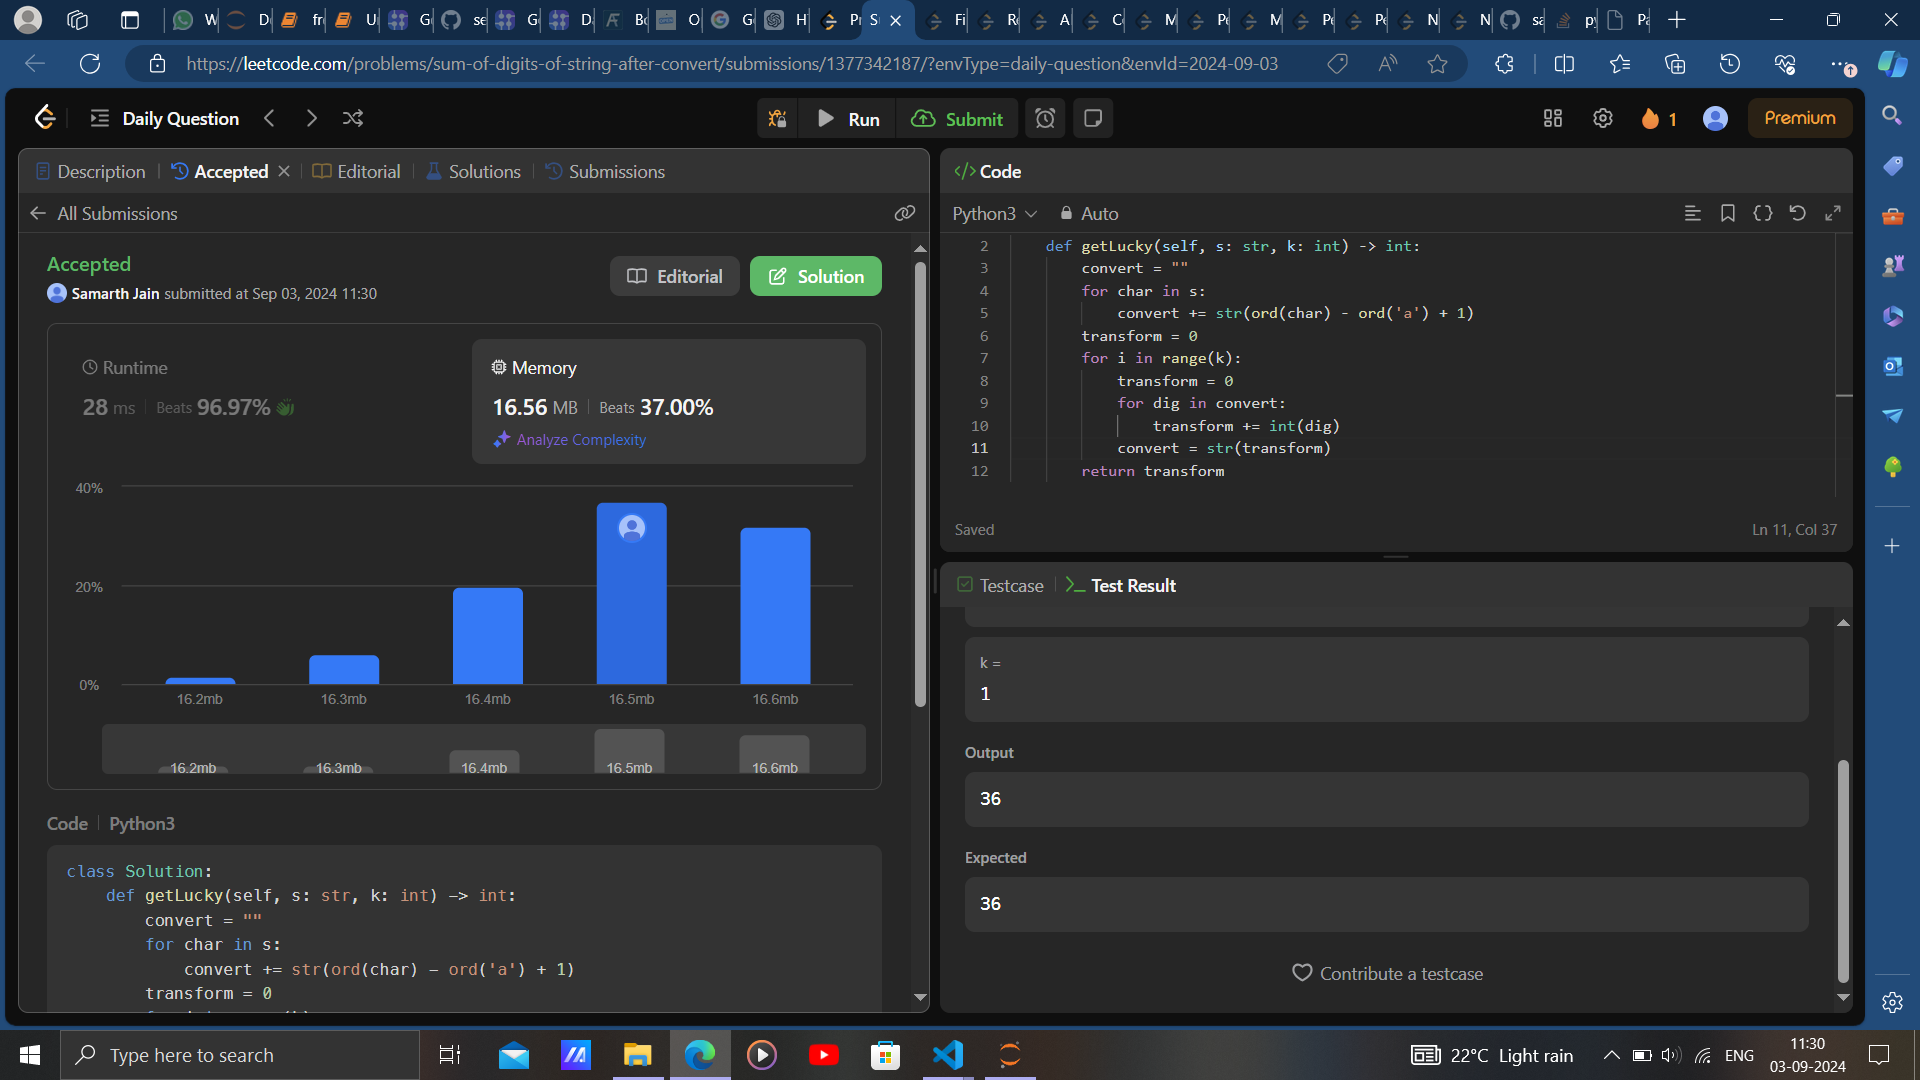 https://leetcode.com/problems/sum-of-digits-of-string-after-convert/submissions/1377342187/?envType=daily-question&envId=2024-09-03
Daily Question
Run
Submit
1
Premium
Description
Accepted
Editorial
Solutions
Submissions
All Submissions
Accepted
Samarth Jain submitted at Sep 03, 2024 11:30
Editorial
Solution
Runtime
28 ms
Beats 96.97%
Memory
16.56 MB
Beats 37.00%
Analyze Complexity
40%
20%
0%
16.2mb 16.3mb 16.4mb 16.5mb 16.6mb
16.2mb 16.3mb 16.4mb 16.5mb 16.6mb
Code
Python3
class Solution:
    def getLucky(self, s: str, k: int) -> int:
        convert = ""
        for char in s:
            convert += str(ord(char) - ord('a') + 1)
        transform = 0
Code
Python3
Auto
2     def getLucky(self, s: str, k: int) -> int:
3         convert = ""
4         for char in s:
5             convert += str(ord(char) - ord('a') + 1)
6         transform = 0
7         for i in range(k):
8             transform = 0
9             for dig in convert:
10                 transform += int(dig)
11             convert = str(transform)
12         return transform
Saved
Ln 11, Col 37
Testcase
Test Result
k =
1
Output
36
Expected
36
Contribute a testcase
Type here to search
22°C Light rain
ENG
11:30
03-09-2024